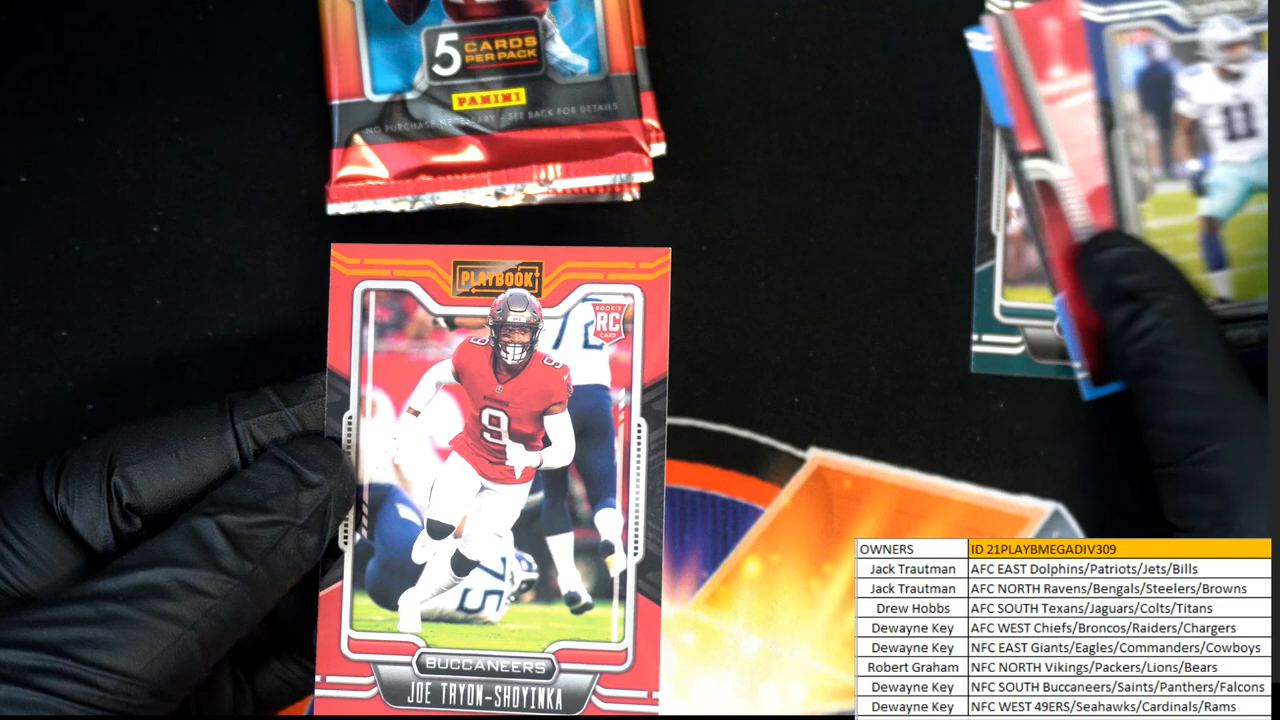 5 CARDS
PER PACK
PANINI
NO PURCHASE NECESSARY - SEE BACK FOR DETAILS
11
PLAYBOOK
ROOKIE
RC
CARD
72
9
9
9
75
BUCCANEERS
JOE TRYON-SHOYINKA
OWNERS ID 21PLAYBMEGADIV309
Jack Trautman AFC EAST Dolphins/Patriots/Jets/Bills
Jack Trautman AFC NORTH Ravens/Bengals/Steelers/Browns
Drew Hobbs AFC SOUTH Texans/Jaguars/Colts/Titans
Dewayne Key AFC WEST Chiefs/Broncos/Raiders/Chargers
Dewayne Key NFC EAST Giants/Eagles/Commanders/Cowboys
Robert Graham NFC NORTH Vikings/Packers/Lions/Bears
Dewayne Key NFC SOUTH Buccaneers/Saints/Panthers/Falcons
Dewayne Key NFC WEST 49ERS/Seahawks/Cardinals/Rams